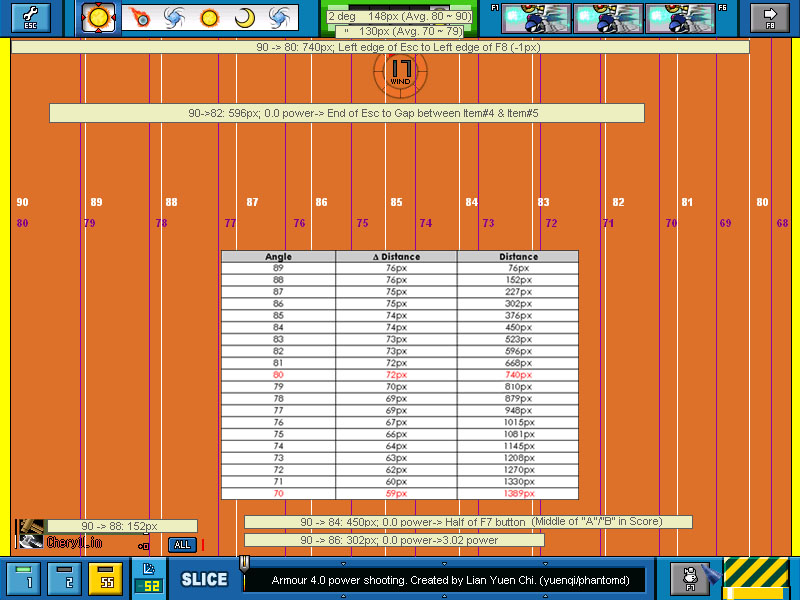 ESC
2 deg 148px (Avg. 80 ~ 90)
" 130px (Avg. 70 ~ 79)
F1
F6
F8
90 -> 80: 740px; Left edge of Esc to Left edge of F8 (-1px)
17
WIND
90->82: 596px; 0.0 power-> End of Esc to Gap between Item#4 & Item#5
90 89 88 87 86 85 84 83 82 81 80
80 79 78 77 76 75 74 73 72 71 70 69 68
Angle Δ Distance Distance
89 76px 76px
88 76px 152px
87 75px 227px
86 75px 302px
85 74px 376px
84 74px 450px
83 73px 523px
82 73px 596px
81 72px 668px
80 72px 740px
79 70px 810px
78 69px 879px
77 69px 948px
76 67px 1015px
75 66px 1081px
74 64px 1145px
73 63px 1208px
72 62px 1270px
71 60px 1330px
70 59px 1389px
90 -> 88: 152px
90 -> 84: 450px; 0.0 power-> Half of F7 button (Middle of "A"/"B" in Score)
Cheryll.in
ALL
90 -> 86: 302px; 0.0 power->3.02 power
1
2
SS
52
SLICE
Armour 4.0 power shooting. Created by Lian Yuen Chi. (yuenqi/phantomd)
F7